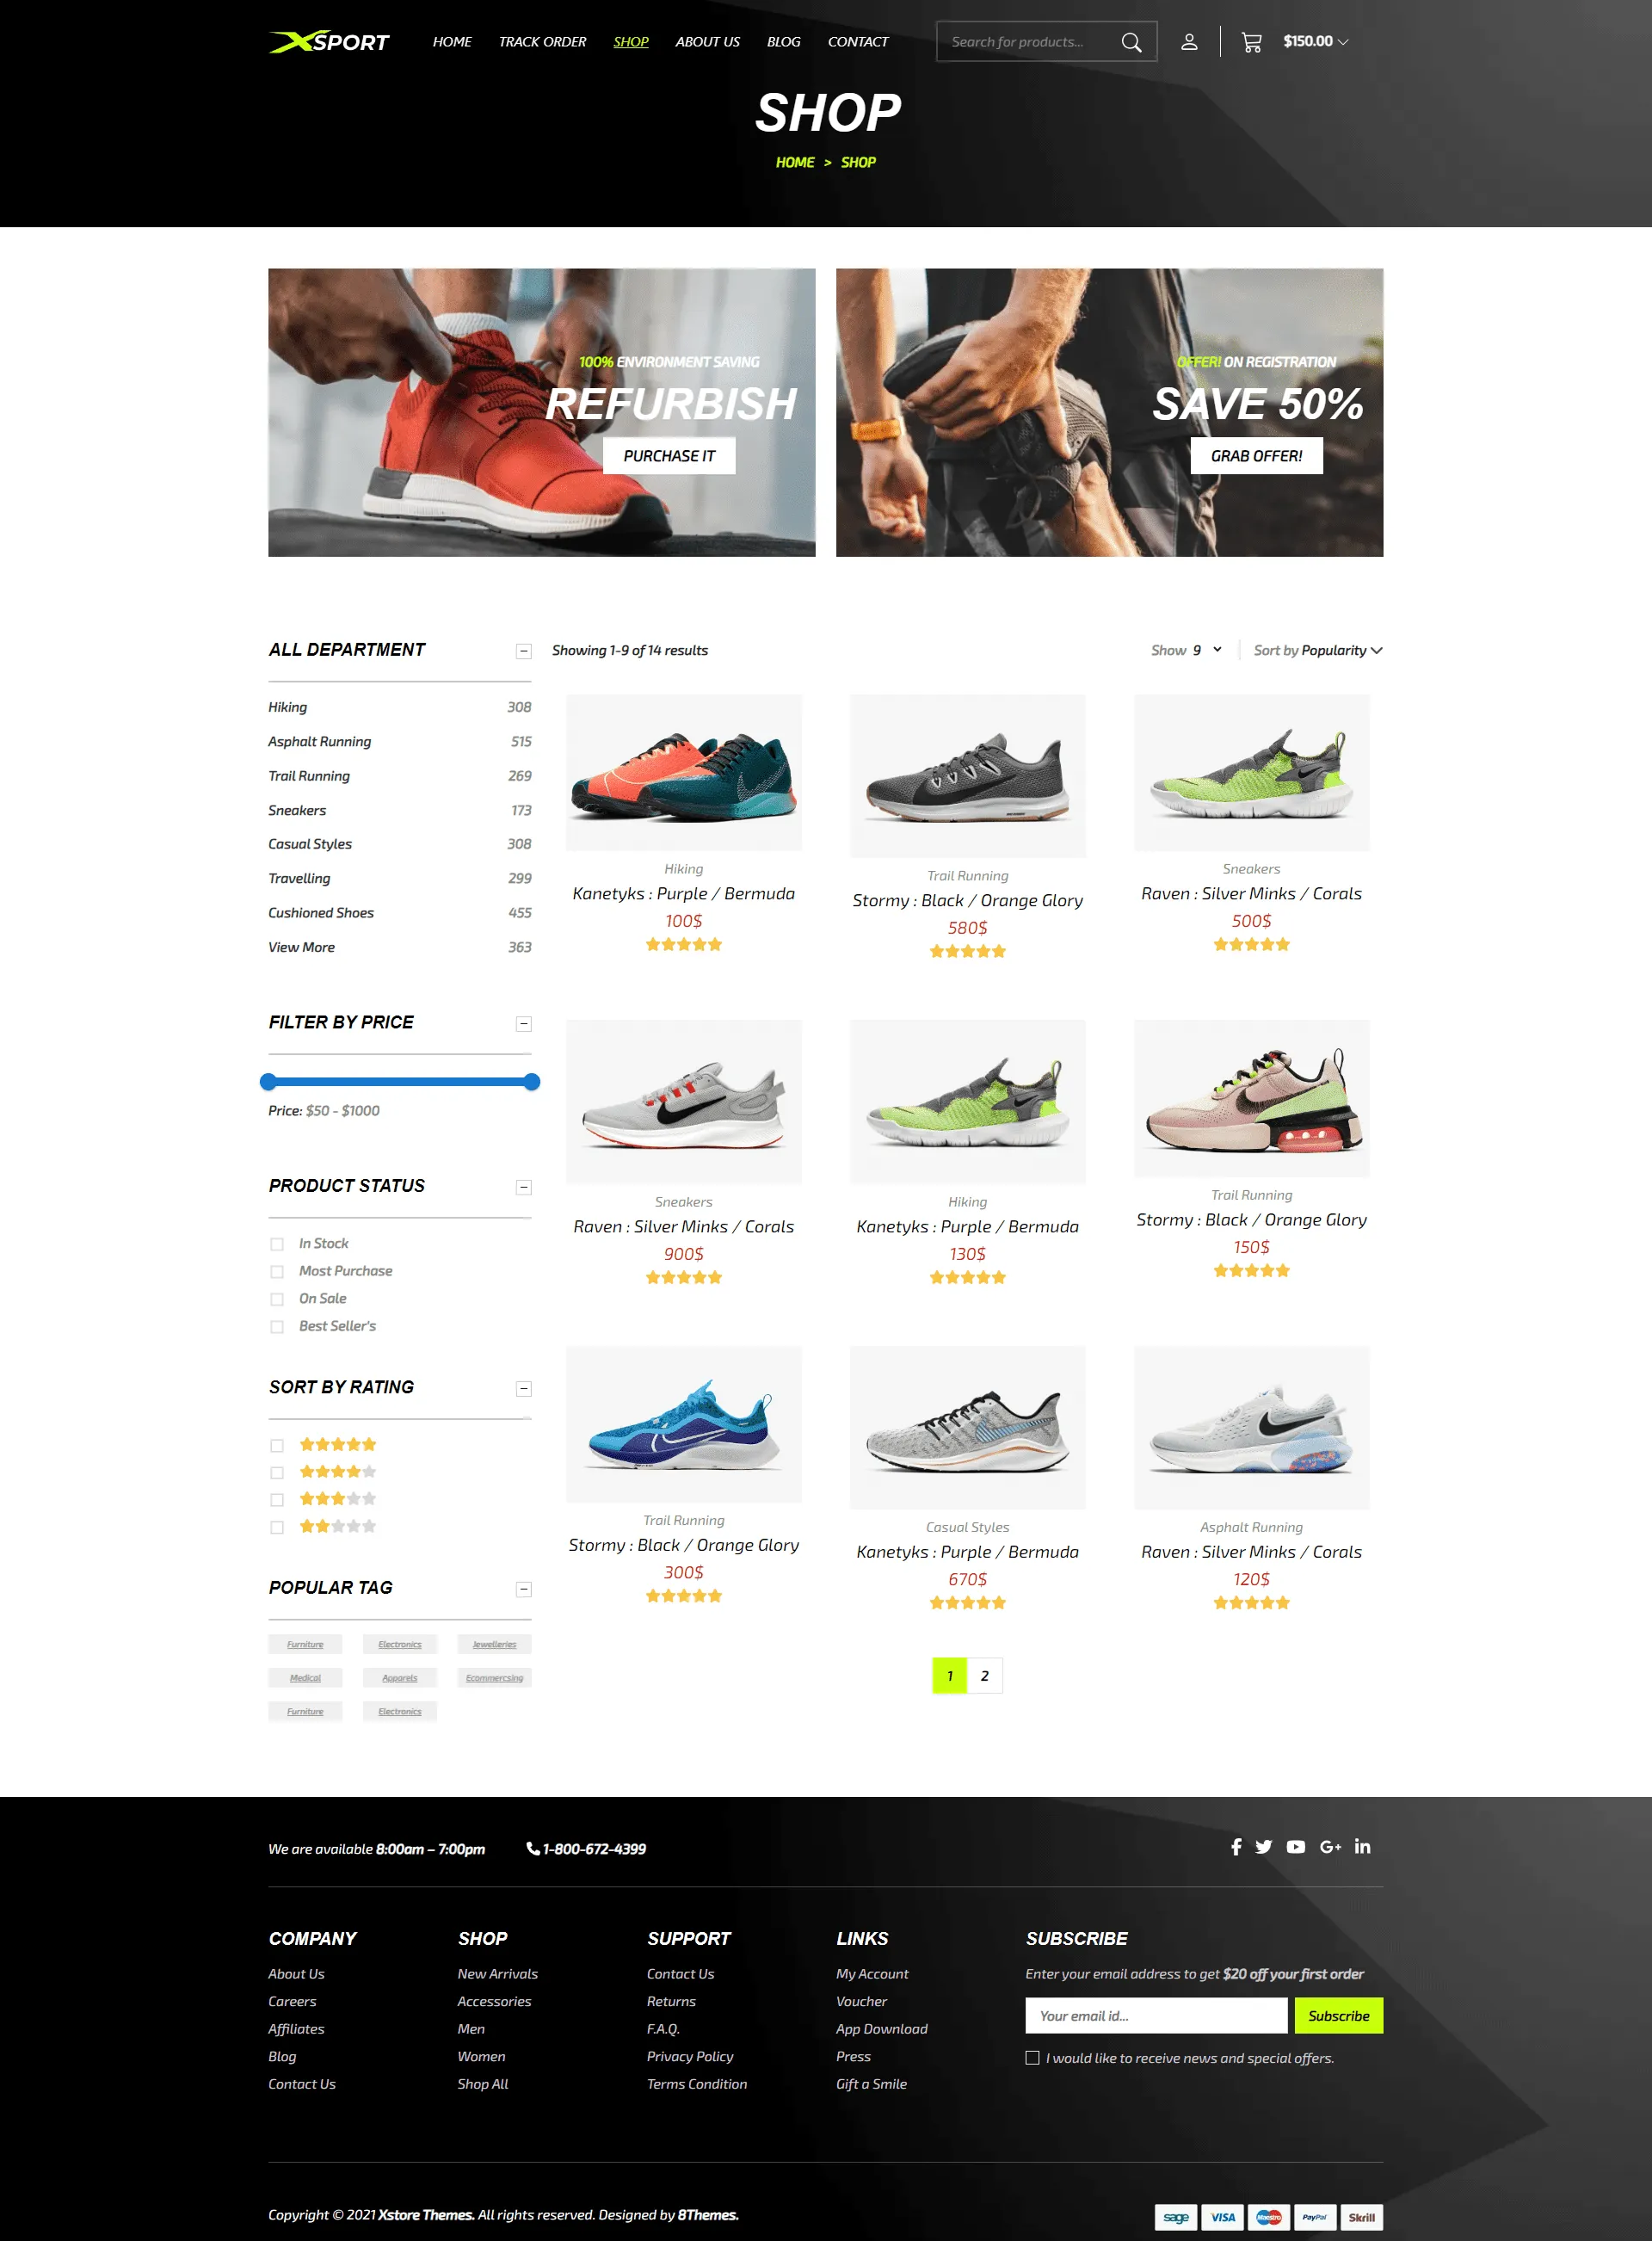 XSPORT HOME TRACK ORDER SHOP ABOUT US BLOG CONTACT Search for products... $150.00
SHOP
HOME > SHOP
100% ENVIRONMENT SAVING
REFURBISH
PURCHASE IT
OFFER! ON REGISTRATION
SAVE 50%
GRAB OFFER!
ALL DEPARTMENT
Hiking 308
Asphalt Running 515
Trail Running 269
Sneakers 173
Casual Styles 308
Travelling 299
Cushioned Shoes 455
View More 363
FILTER BY PRICE
Price: $50 - $1000
PRODUCT STATUS
In Stock
Most Purchase
On Sale
Best Seller's
SORT BY RATING
POPULAR TAG
Furniture Electronics Jewelleries
Medical Apparels Ecommercsing
Furniture Electronics
Showing 1-9 of 14 results Show 9 Sort by Popularity
Hiking
Kanetyks : Purple / Bermuda
100$
Trail Running
Stormy : Black / Orange Glory
580$
Sneakers
Raven : Silver Minks / Corals
500$
Sneakers
Raven : Silver Minks / Corals
900$
Hiking
Kanetyks : Purple / Bermuda
130$
Trail Running
Stormy : Black / Orange Glory
150$
Trail Running
Stormy : Black / Orange Glory
300$
Casual Styles
Kanetyks : Purple / Bermuda
670$
Asphalt Running
Raven : Silver Minks / Corals
120$
1 2
We are available 8:00am – 7:00pm 1-800-672-4399
COMPANY
About Us
Careers
Affiliates
Blog
Contact Us
SHOP
New Arrivals
Accessories
Men
Women
Shop All
SUPPORT
Contact Us
Returns
F.A.Q.
Privacy Policy
Terms Condition
LINKS
My Account
Voucher
App Download
Press
Gift a Smile
SUBSCRIBE
Enter your email address to get $20 off your first order
Your email id... Subscribe
I would like to receive news and special offers.
Copyright © 2021 Xstore Themes. All rights reserved. Designed by 8Themes.
sage VISA Maestro PayPal Skrill